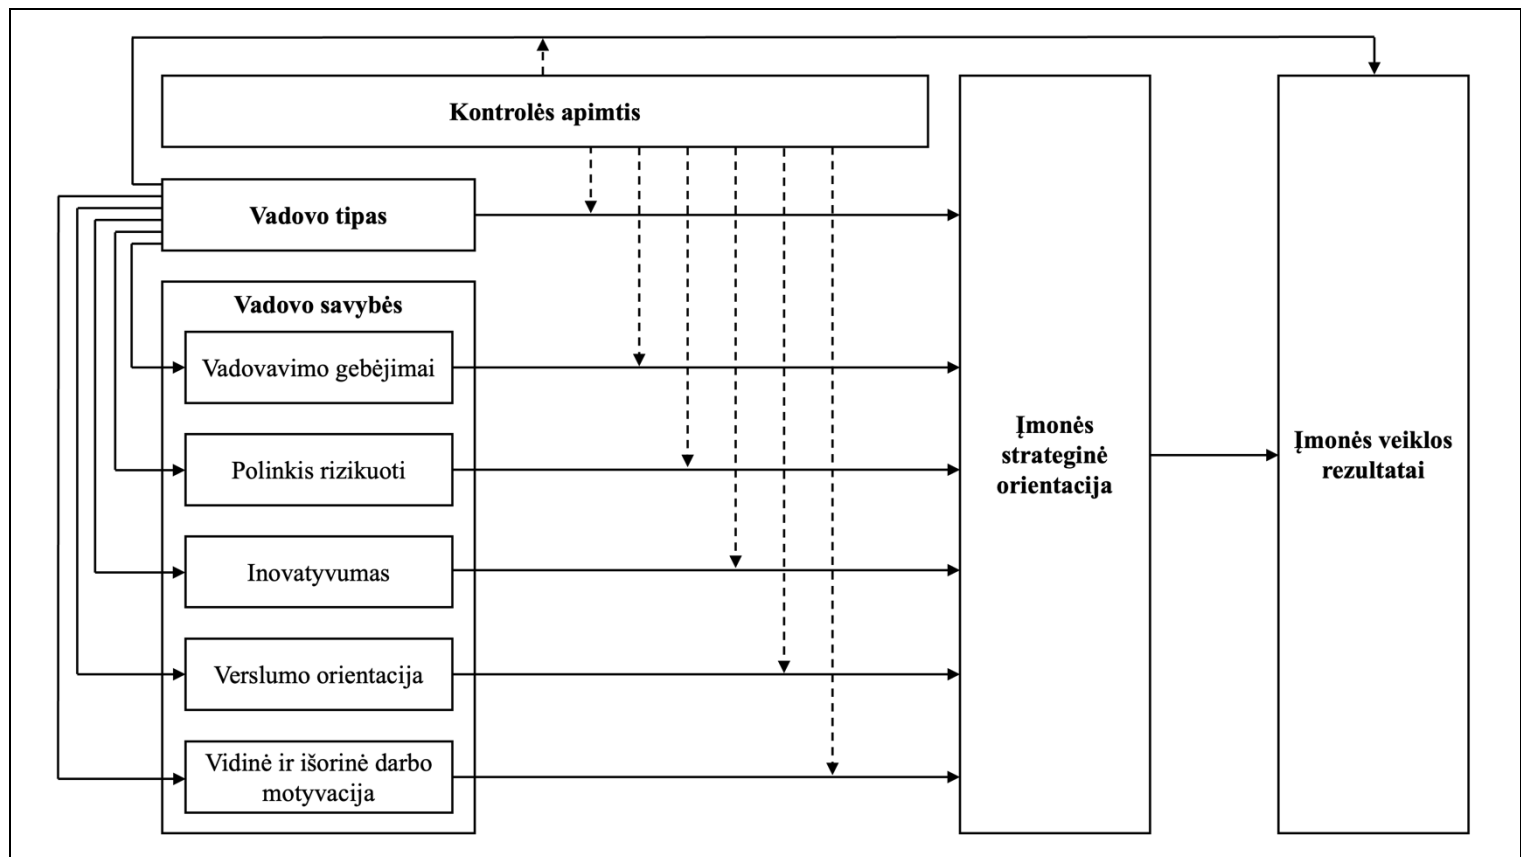 Kontrolės apimtis
Vadovo tipas
Vadovo savybės
Vadovavimo gebėjimai
Polinkis rizikuoti
Inovatyvumas
Verslumo orientacija
Vidinė ir išorinė darbo
motyvacija
Įmonės
strateginė
orientacija
Įmonės veiklos
rezultatai